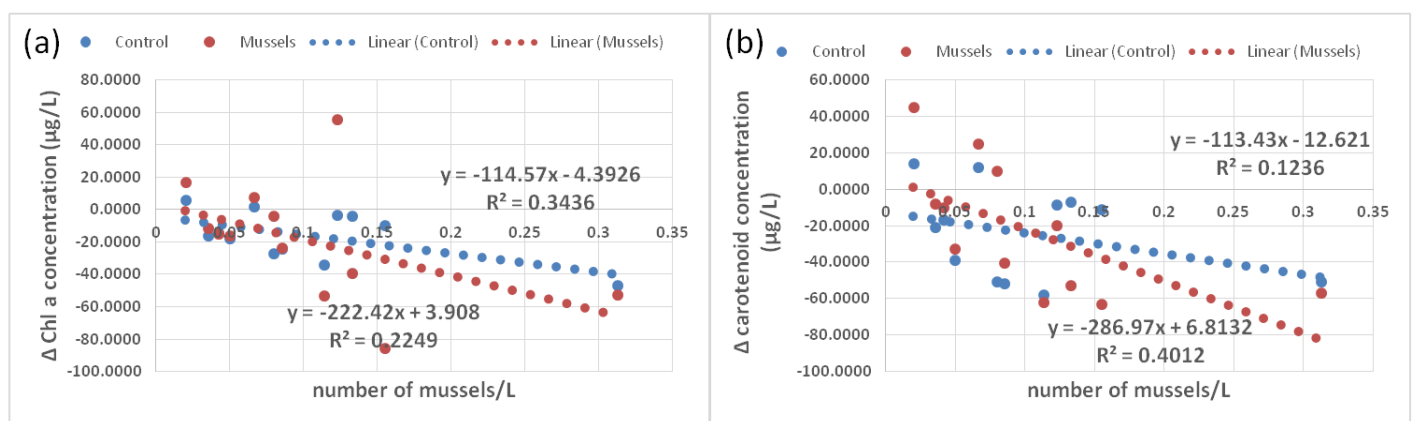 (a)
Control Mussels Linear (Control) Linear (Mussels)
Δ Chl a concentration (µg/L)
80.0000
60.0000
40.0000
20.0000
0.0000
-20.0000
-40.0000
-60.0000
-80.0000
-100.0000
0 0.05 0.1 0.15 0.2 0.25 0.3 0.35
y = -114.57x - 4.3926
R² = 0.3436
y = -222.42x + 3.908
R² = 0.2249
number of mussels/L
(b)
Control Mussels Linear (Control) Linear (Mussels)
Δ carotenoid concentration
(µg/L)
60.0000
40.0000
20.0000
0.0000
-20.0000
-40.0000
-60.0000
-80.0000
-100.0000
0 0.05 0.1 0.15 0.2 0.25 0.3 0.35
y = -113.43x - 12.621
R² = 0.1236
y = -286.97x + 6.8132
R² = 0.4012
number of mussels/L